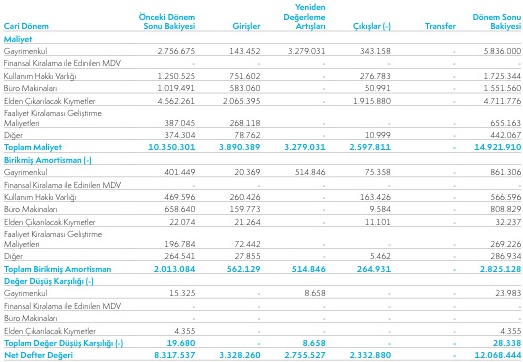 Cari Dönem Önceki Dönem Sonu Bakiyesi Girişler Yeniden Değerleme Artışları Çıkışlar (-) Transfer Dönem Sonu Bakiyesi
Maliyet
Gayrimenkul 2.756.675 143.452 3.279.031 343.158 - 5.836.000
Finansal Kiralama ile Edinilen MDV - - - - - -
Kullanım Hakkı Varlığı 1.250.525 751.602 - 276.783 - 1.725.344
Büro Makinaları 1.019.491 583.060 - 50.991 - 1.551.560
Elden Çıkarılacak Kıymetler 4.562.261 2.065.395 - 1.915.880 - 4.711.776
Faaliyet Kiralaması Geliştirme
Maliyetleri 387.045 268.118 - - - 655.163
Diğer 374.304 78.762 - 10.999 - 442.067
Toplam Maliyet 10.350.301 3.890.389 3.279.031 2.597.811 - 14.921.910
Birikmiş Amortisman (-)
Gayrimenkul 401.449 20.369 514.846 75.358 - 861.306
Finansal Kiralama ile Edinilen MDV - - - - - -
Kullanım Hakkı Varlığı 469.596 260.426 - 163.426 - 566.596
Büro Makinaları 658.640 159.773 - 9.584 - 808.829
Elden Çıkarılacak Kıymetler 22.074 21.264 - 11.101 - 32.237
Faaliyet Kiralaması Geliştirme
Maliyetleri 196.784 72.442 - - - 269.226
Diğer 264.541 27.855 - 5.462 - 286.934
Toplam Birikmiş Amortisman 2.013.084 562.129 514.846 264.931 - 2.825.128
Değer Düşüş Karşılığı (-)
Gayrimenkul 15.325 - 8.658 - - 23.983
Finansal Kiralama ile Edinilen MDV - - - - - -
Büro Makinaları - - - - - -
Elden Çıkarılacak Kıymetler 4.355 - - - - 4.355
Toplam Değer Düşüş Karşılığı (-) 19.680 - 8.658 - - 28.338
Net Defter Değeri 8.317.537 3.328.260 2.755.527 2.332.880 - 12.068.444